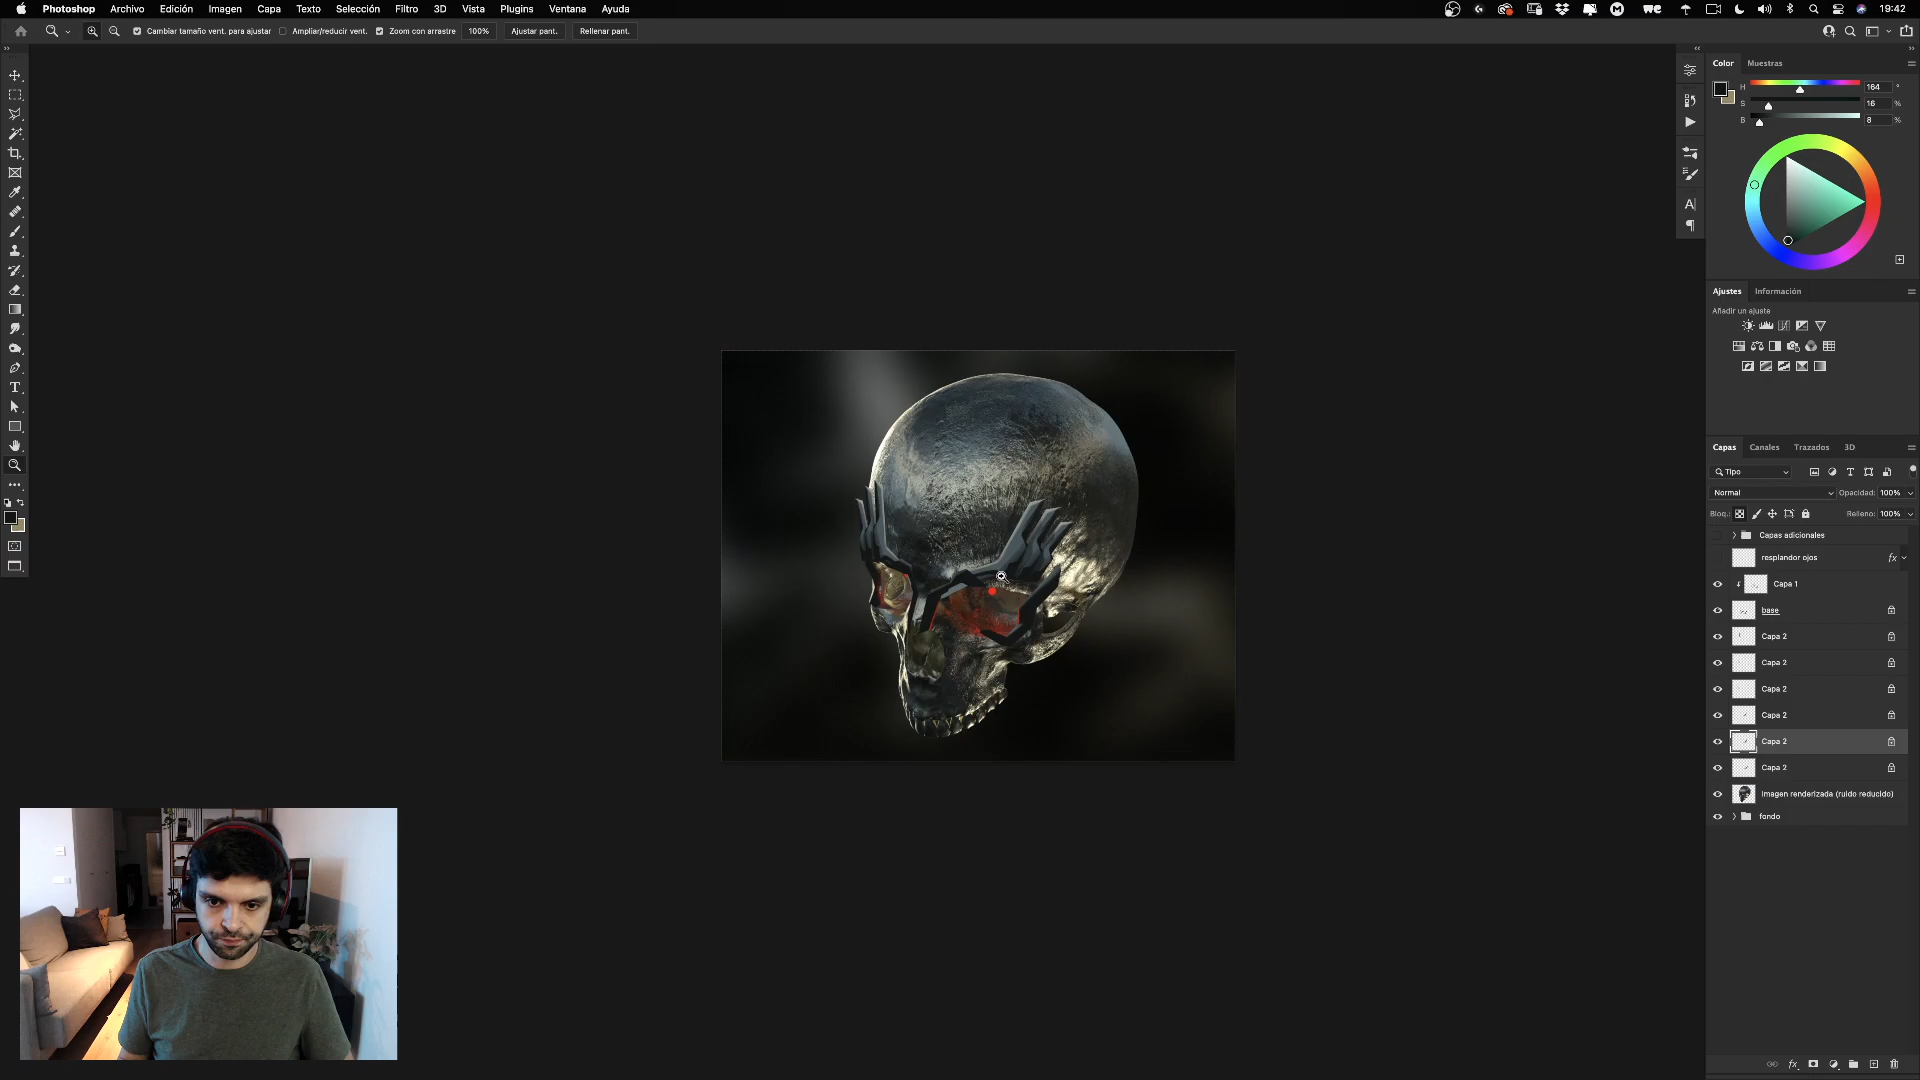 Photoshop Archivo Edición Imagen Capa Texto Selección Filtro 3D Vista Plugins Ventana Ayuda 19:42
Cambiar tamaño vent. para ajustar Ampliar/reducir vent. Zoom con arrastre 100% Ajustar pant. Rellenar pant.
Color Muestras
H 164 °
S 16 %
B 8 %
Ajustes Información
Añadir un ajuste
Capas Canales Trazados 3D
Tipo
Normal Opacidad: 100%
Bloq.: Relleno: 100%
Capas adicionales
resplandor ojos fx
Capa 1
base
Capa 2
Capa 2
Capa 2
Capa 2
Capa 2
Capa 2
Imagen renderizada (ruido reducido)
fondo